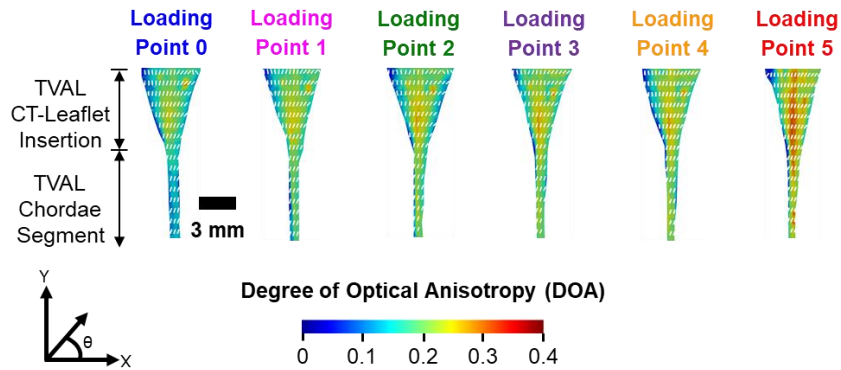 Loading Point 0
Loading Point 1
Loading Point 2
Loading Point 3
Loading Point 4
Loading Point 5
TVAL
CT-Leaflet
Insertion
TVAL
Chordae
Segment
3 mm
Y
θ
X
Degree of Optical Anisotropy (DOA)
0 0.1 0.2 0.3 0.4